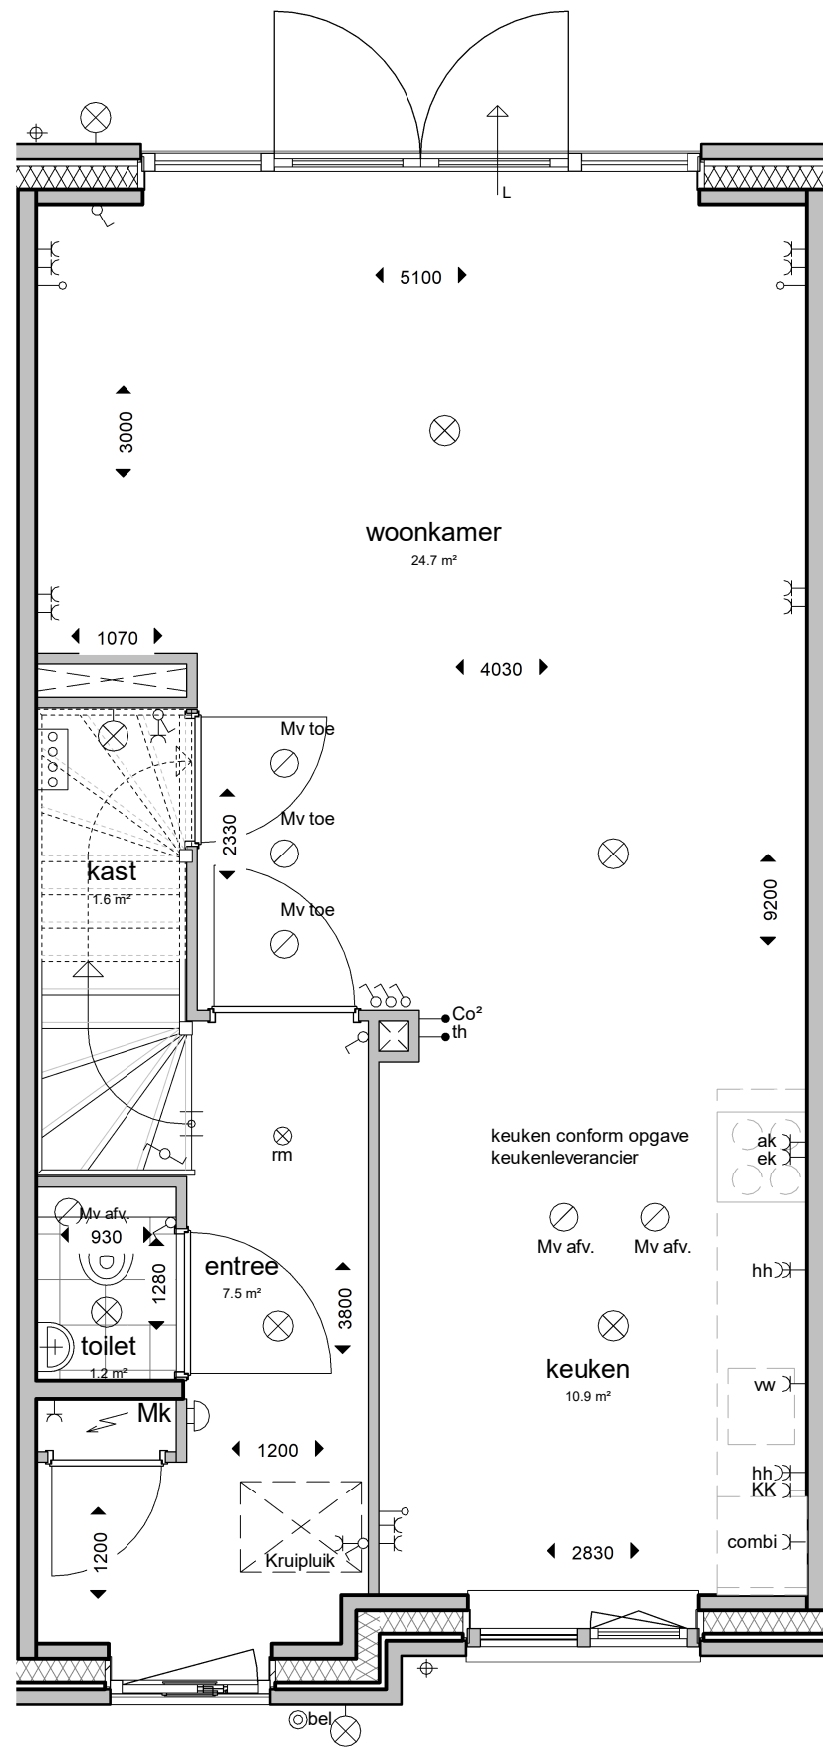 L
5100
3000
woonkamer
24.7 m²
1070
4030
Mv toe
2330
Mv toe
kast
1.6 m²
9200
Mv toe
Co²
th
rm
keuken conform opgave
keukenleverancier
ak
ek
Mv afv.
930
Mv afv.
Mv afv.
entree
7.5 m²
1280
3800
hh
toilet
1.2 m²
keuken
10.9 m²
vw
Mk
1200
hh
KK
1200
Kruipluik
2830
combi
bel